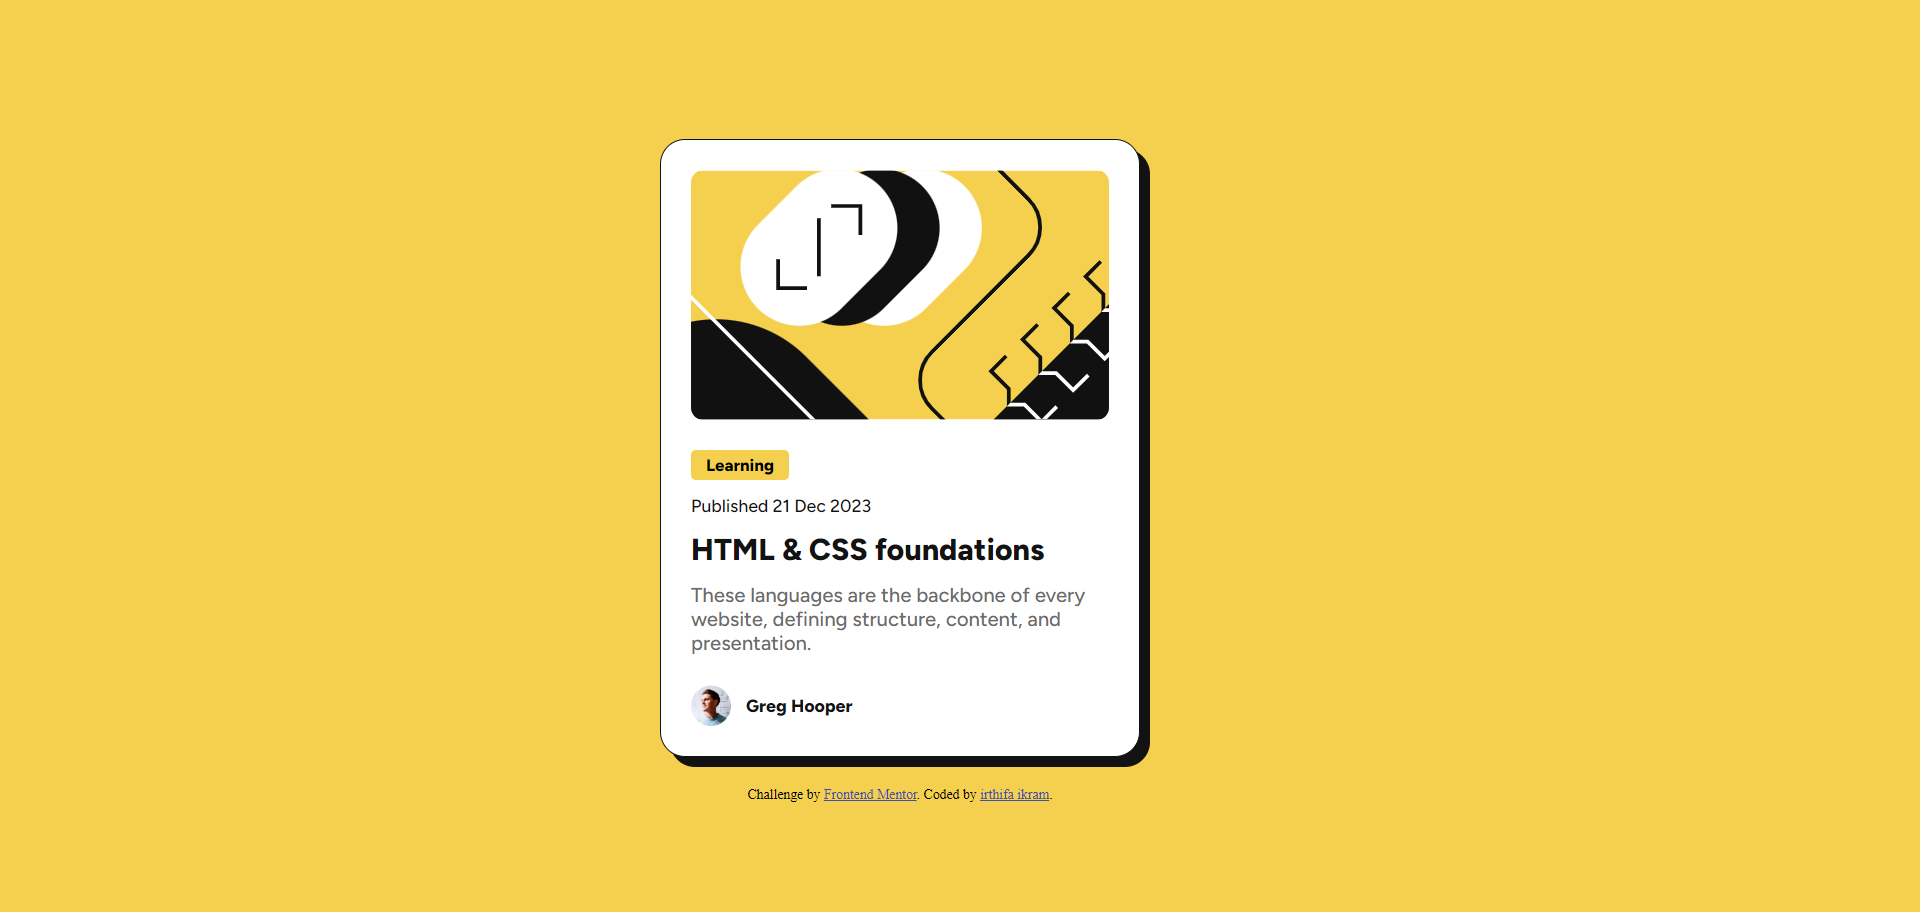 Learning
Published 21 Dec 2023
HTML & CSS foundations
These languages are the backbone of every
website, defining structure, content, and
presentation.
Greg Hooper
Challenge by Frontend Mentor. Coded by irthifa ikram.